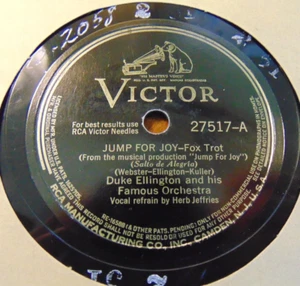 -2058 2
"HIS MASTER'S VOICE"
VICTOR
For best results use
RCA Victor Needles
27517-A
JUMP FOR JOY—Fox Trot
(From the musical production "Jump For Joy")
(Salto de Alegría)
(Webster-Ellington-Kuller)
Duke Ellington and his
Famous Orchestra
Vocal refrain by Herb Jeffries
RCA MANUFACTURING CO., INC. CAMDEN, N.J., U.S.A.